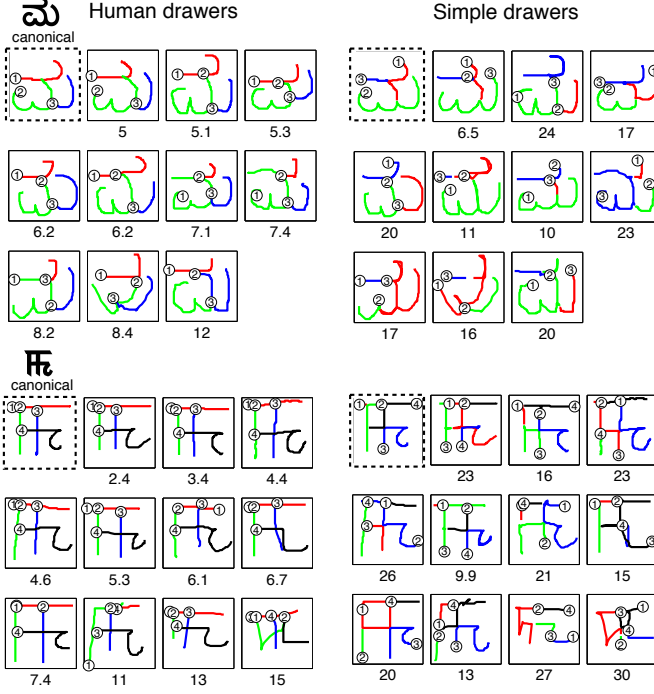 ಮ Human drawers Simple drawers
canonical
5 5.1 5.3 6.5 24 17
6.2 6.2 7.1 7.4 20 11 10 23
8.2 8.4 12 17 16 20
canonical
2.4 3.4 4.4 23 16 23
4.6 5.3 6.1 6.7 26 9.9 21 15
7.4 11 13 15 20 13 27 30